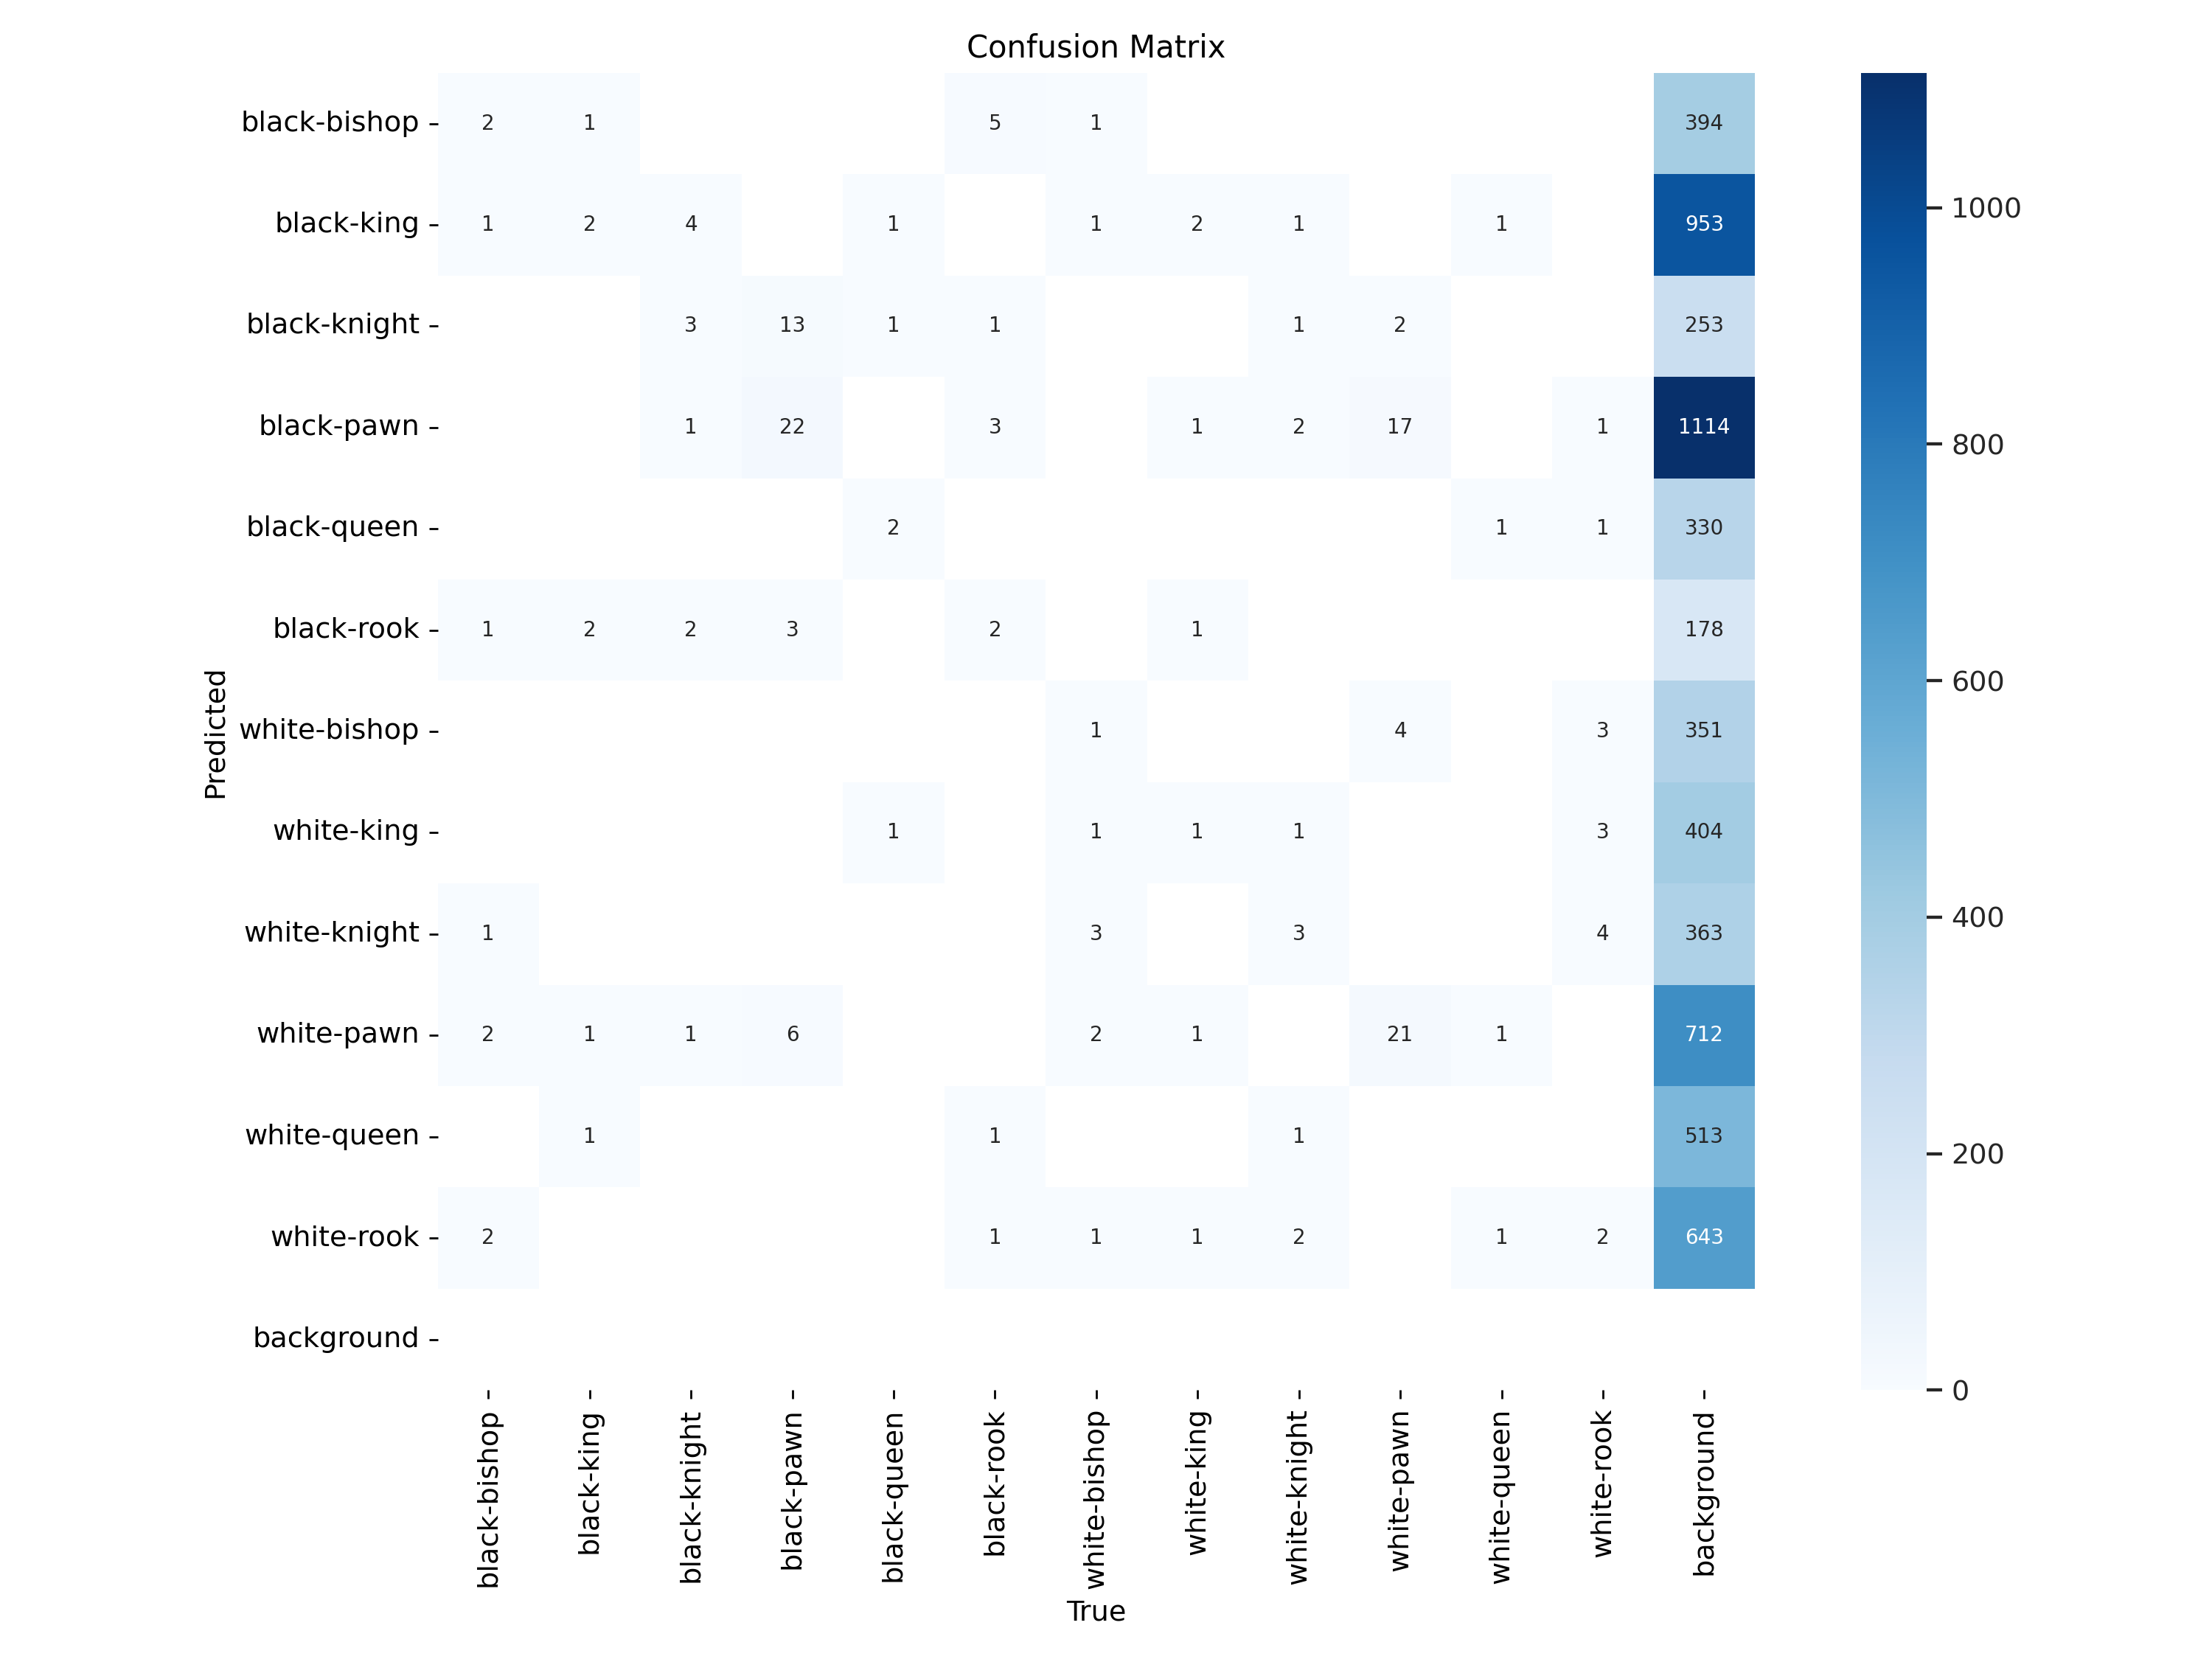 Confusion Matrix
black-bishop 2 1 5 1 394
black-king 1 2 4 1 1 2 1 1 953
black-knight 3 13 1 1 1 2 253
black-pawn 1 22 3 1 2 17 1 1114
black-queen 2 1 1 330
black-rook 1 2 2 3 2 1 178
white-bishop 1 4 3 351
white-king 1 1 1 1 3 404
white-knight 1 3 3 4 363
white-pawn 2 1 1 6 2 1 21 1 712
white-queen 1 1 1 513
white-rook 2 1 1 1 2 1 2 643
background
Predicted
black-bishop black-king black-knight black-pawn black-queen black-rook white-bishop white-king white-knight white-pawn white-queen white-rook background
True
1000
800
600
400
200
0